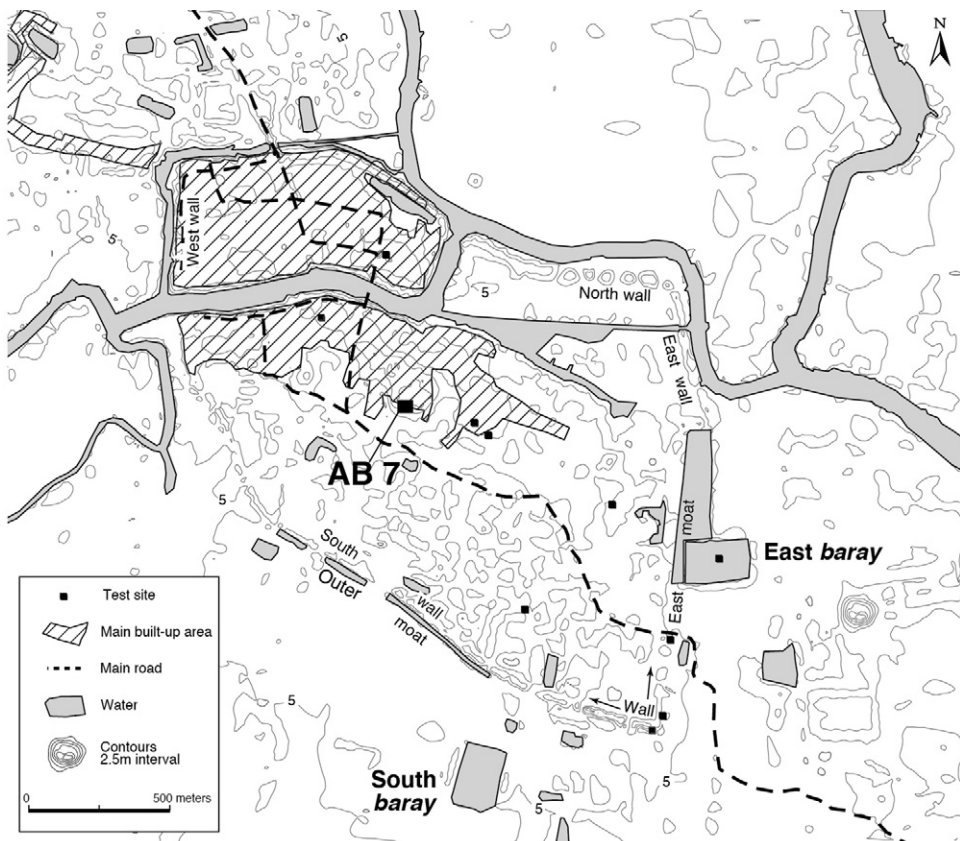 N
5
West wall
5
5
North wall
East wall
AB 7
5
South
Outer
wall
moat
moat
East baray
East
Wall
5
5
South
baray
5
Test site
Main built-up area
Main road
Water
Contours
2.5m interval
0 500 meters